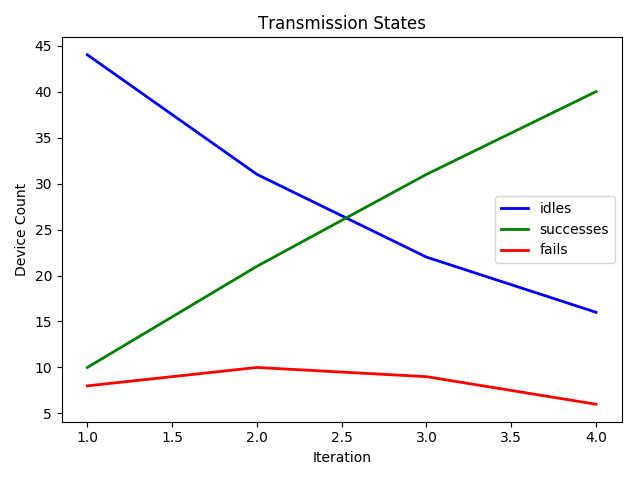 Transmission States
45
40
35
30
25
20
15
10
5
Device Count
idles
successes
fails
1.0 1.5 2.0 2.5 3.0 3.5 4.0
Iteration